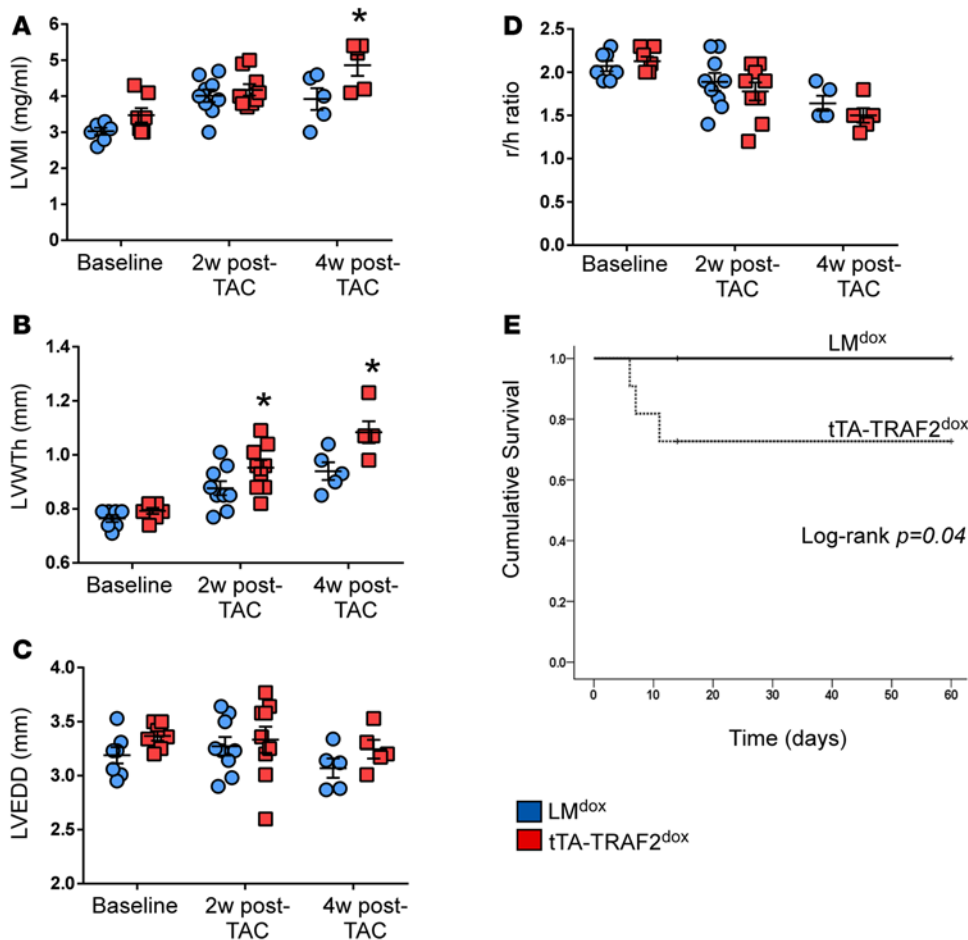 A
LVMI (mg/ml)
6
5
4
3
2
1
0
*
Baseline
2w post-
TAC
4w post-
TAC
B
LVWTh (mm)
1.4
1.2
1.0
0.8
0.6
*
*
Baseline
2w post-
TAC
4w post-
TAC
C
LVEDD (mm)
4.0
3.5
3.0
2.5
2.0
Baseline
2w post-
TAC
4w post-
TAC
D
r/h ratio
2.5
2.0
1.5
1.0
0.5
0.0
Baseline
2w post-
TAC
4w post-
TAC
E
Cumulative Survival
1.0
0.8
0.6
0.4
0.2
0.0
LMdox
tTA-TRAF2dox
Log-rank p=0.04
0 10 20 30 40 50 60
Time (days)
LMdox
tTA-TRAF2dox